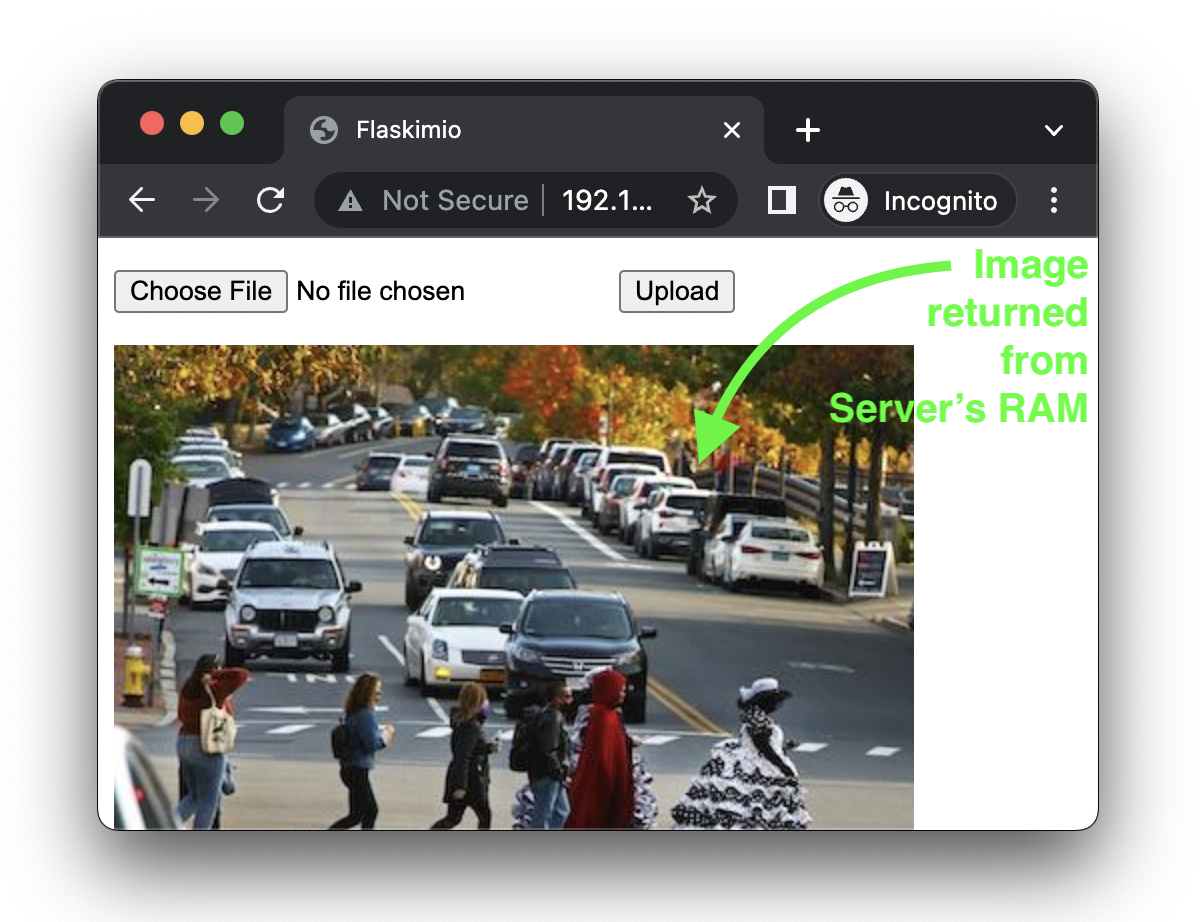 Flaskimio
Not Secure
192.1...
Incognito
Choose File No file chosen
Upload
Image
returned
from
Server's RAM